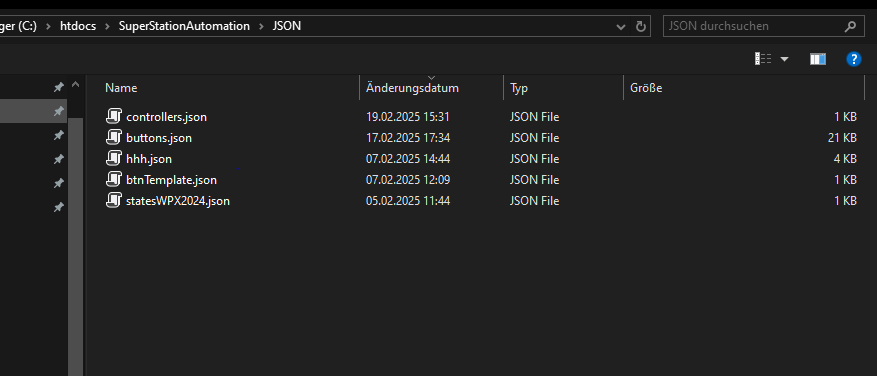 ger (C:) > htdocs > SuperStationAutomation > JSON
JSON durchsuchen
?
Name Änderungsdatum Typ Größe
controllers.json 19.02.2025 15:31 JSON File 1 KB
buttons.json 17.02.2025 17:34 JSON File 21 KB
hhh.json 07.02.2025 14:44 JSON File 4 KB
btnTemplate.json 07.02.2025 12:09 JSON File 1 KB
statesWPX2024.json 05.02.2025 11:44 JSON File 1 KB